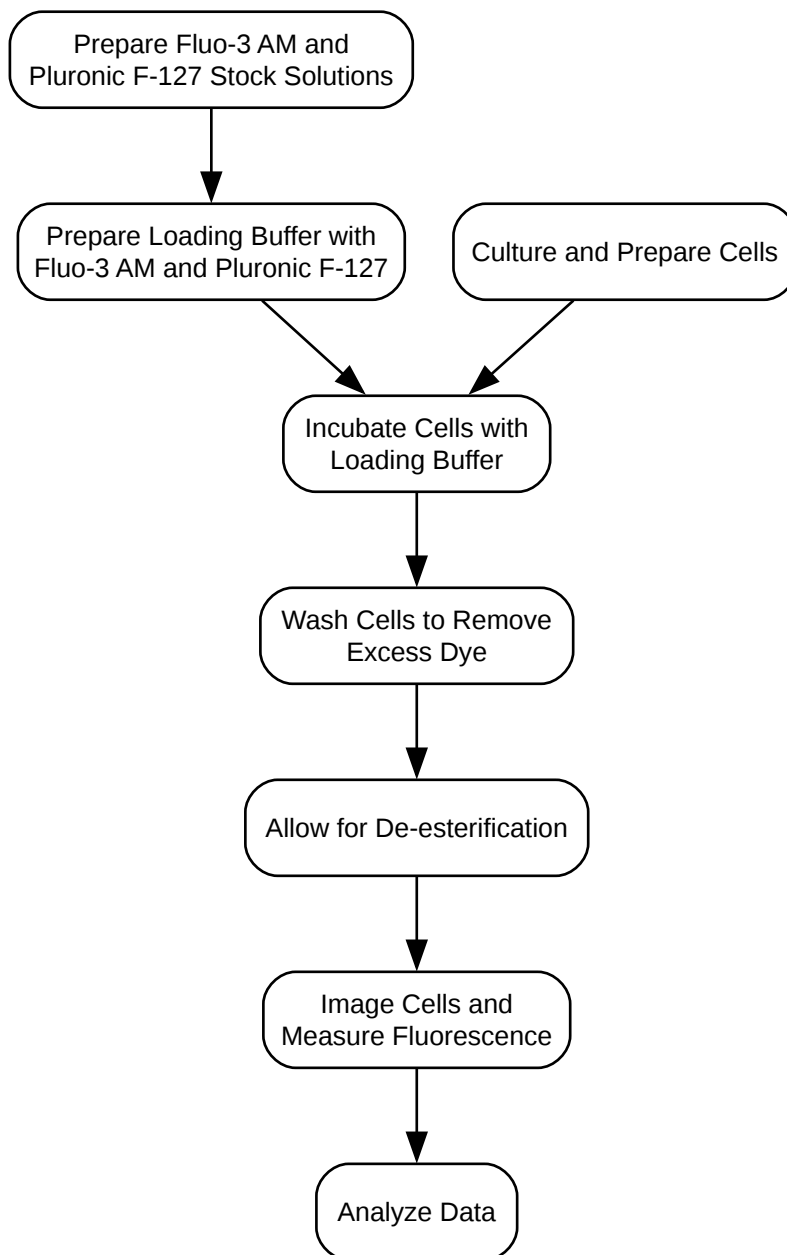 Prepare Fluo-3 AM and
Pluronic F-127 Stock Solutions
Prepare Loading Buffer with
Fluo-3 AM and Pluronic F-127
Culture and Prepare Cells
Incubate Cells with
Loading Buffer
Wash Cells to Remove
Excess Dye
Allow for De-esterification
Image Cells and
Measure Fluorescence
Analyze Data